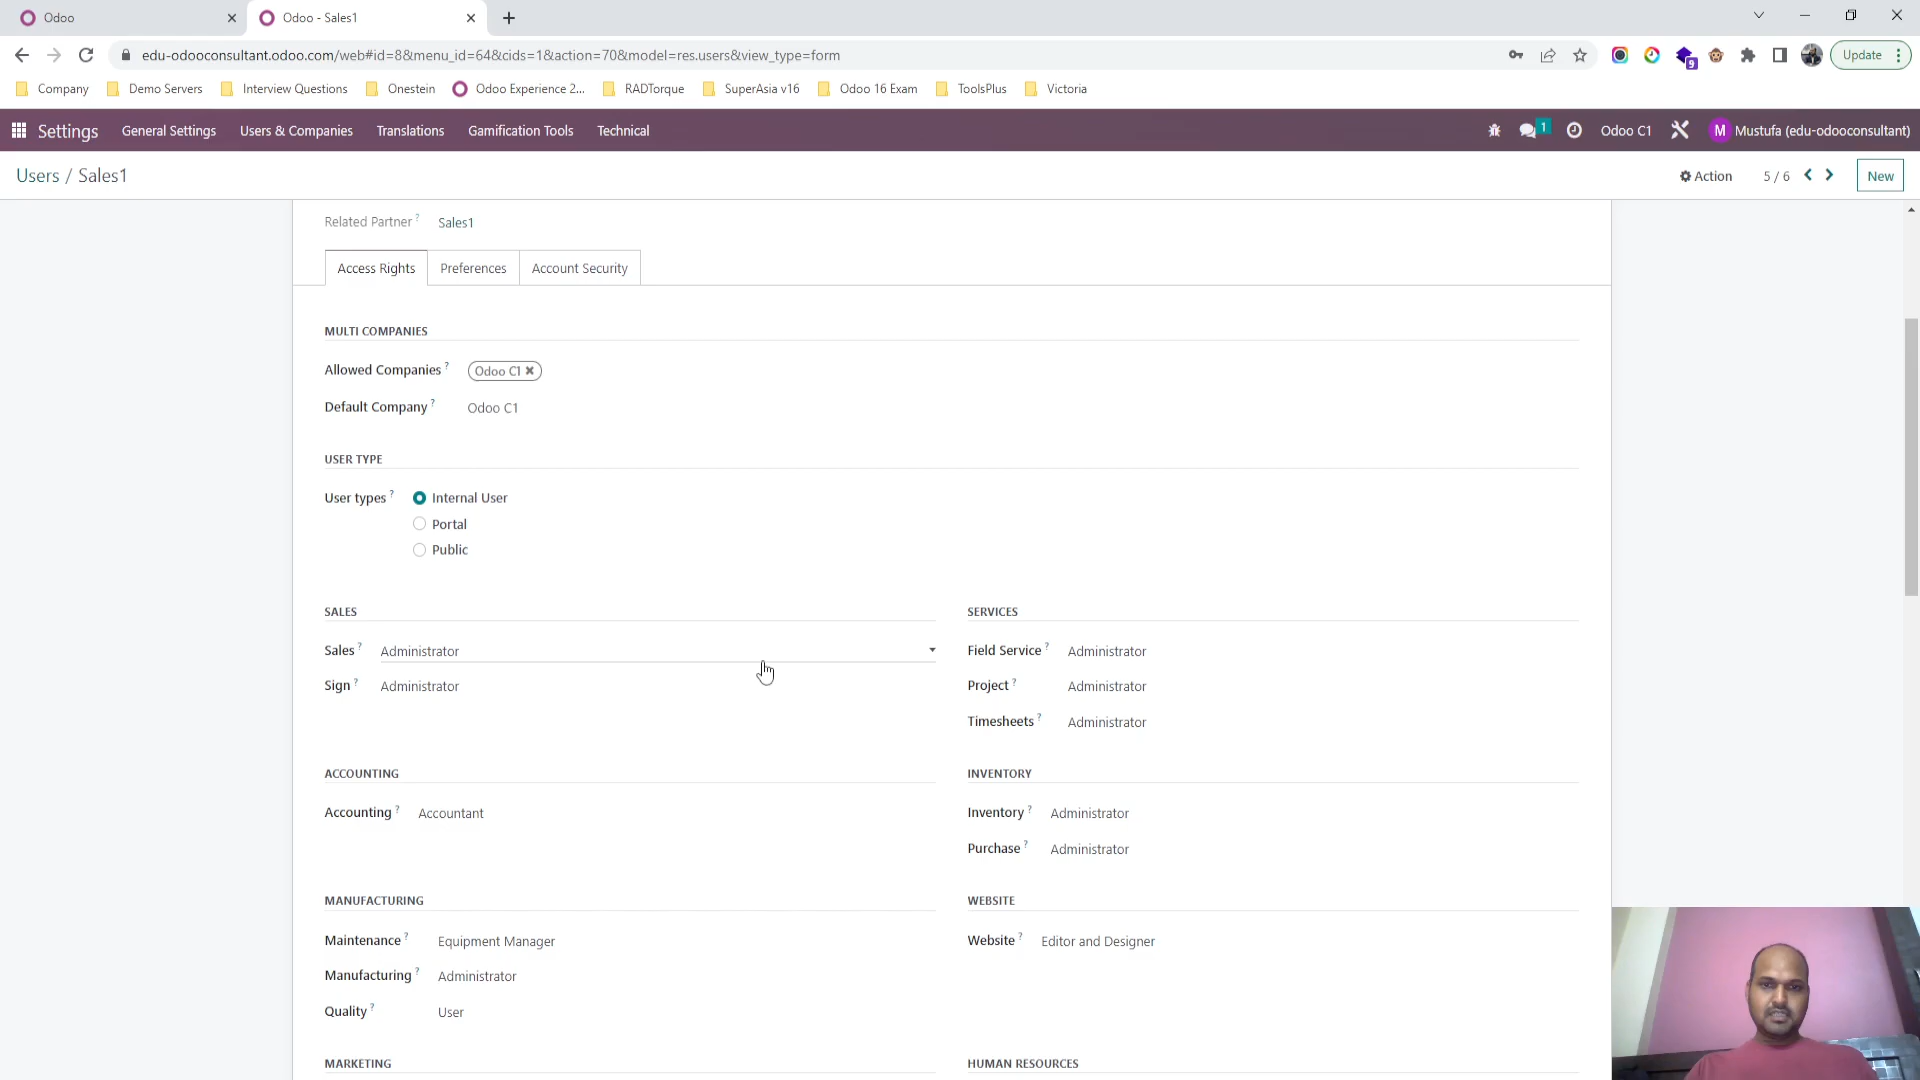 Odoo
Odoo - Sales1
edu-odooconsultant.odoo.com/web#id=8&menu_id=64&cids=1&action=70&model=res.users&view_type=form
9
Update
Company
Demo Servers
Interview Questions
Onestein
Odoo Experience 2...
RADTorque
SuperAsia v16
Odoo 16 Exam
ToolsPlus
Victoria
Settings
General Settings
Users & Companies
Translations
Gamification Tools
Technical
1
Odoo C1
M
Mustufa (edu-odooconsultant)
Users / Sales1
Action
5 / 6
New
Related Partner ? Sales1
Access Rights
Preferences
Account Security
MULTI COMPANIES
Allowed Companies ? Odoo C1
Default Company ? Odoo C1
USER TYPE
User types ? Internal User
Portal
Public
SALES
Sales ? Administrator
Sign ? Administrator
SERVICES
Field Service ? Administrator
Project ? Administrator
Timesheets ? Administrator
ACCOUNTING
Accounting ? Accountant
INVENTORY
Inventory ? Administrator
Purchase ? Administrator
MANUFACTURING
Maintenance ? Equipment Manager
Manufacturing ? Administrator
Quality ? User
WEBSITE
Website ? Editor and Designer
MARKETING
HUMAN RESOURCES